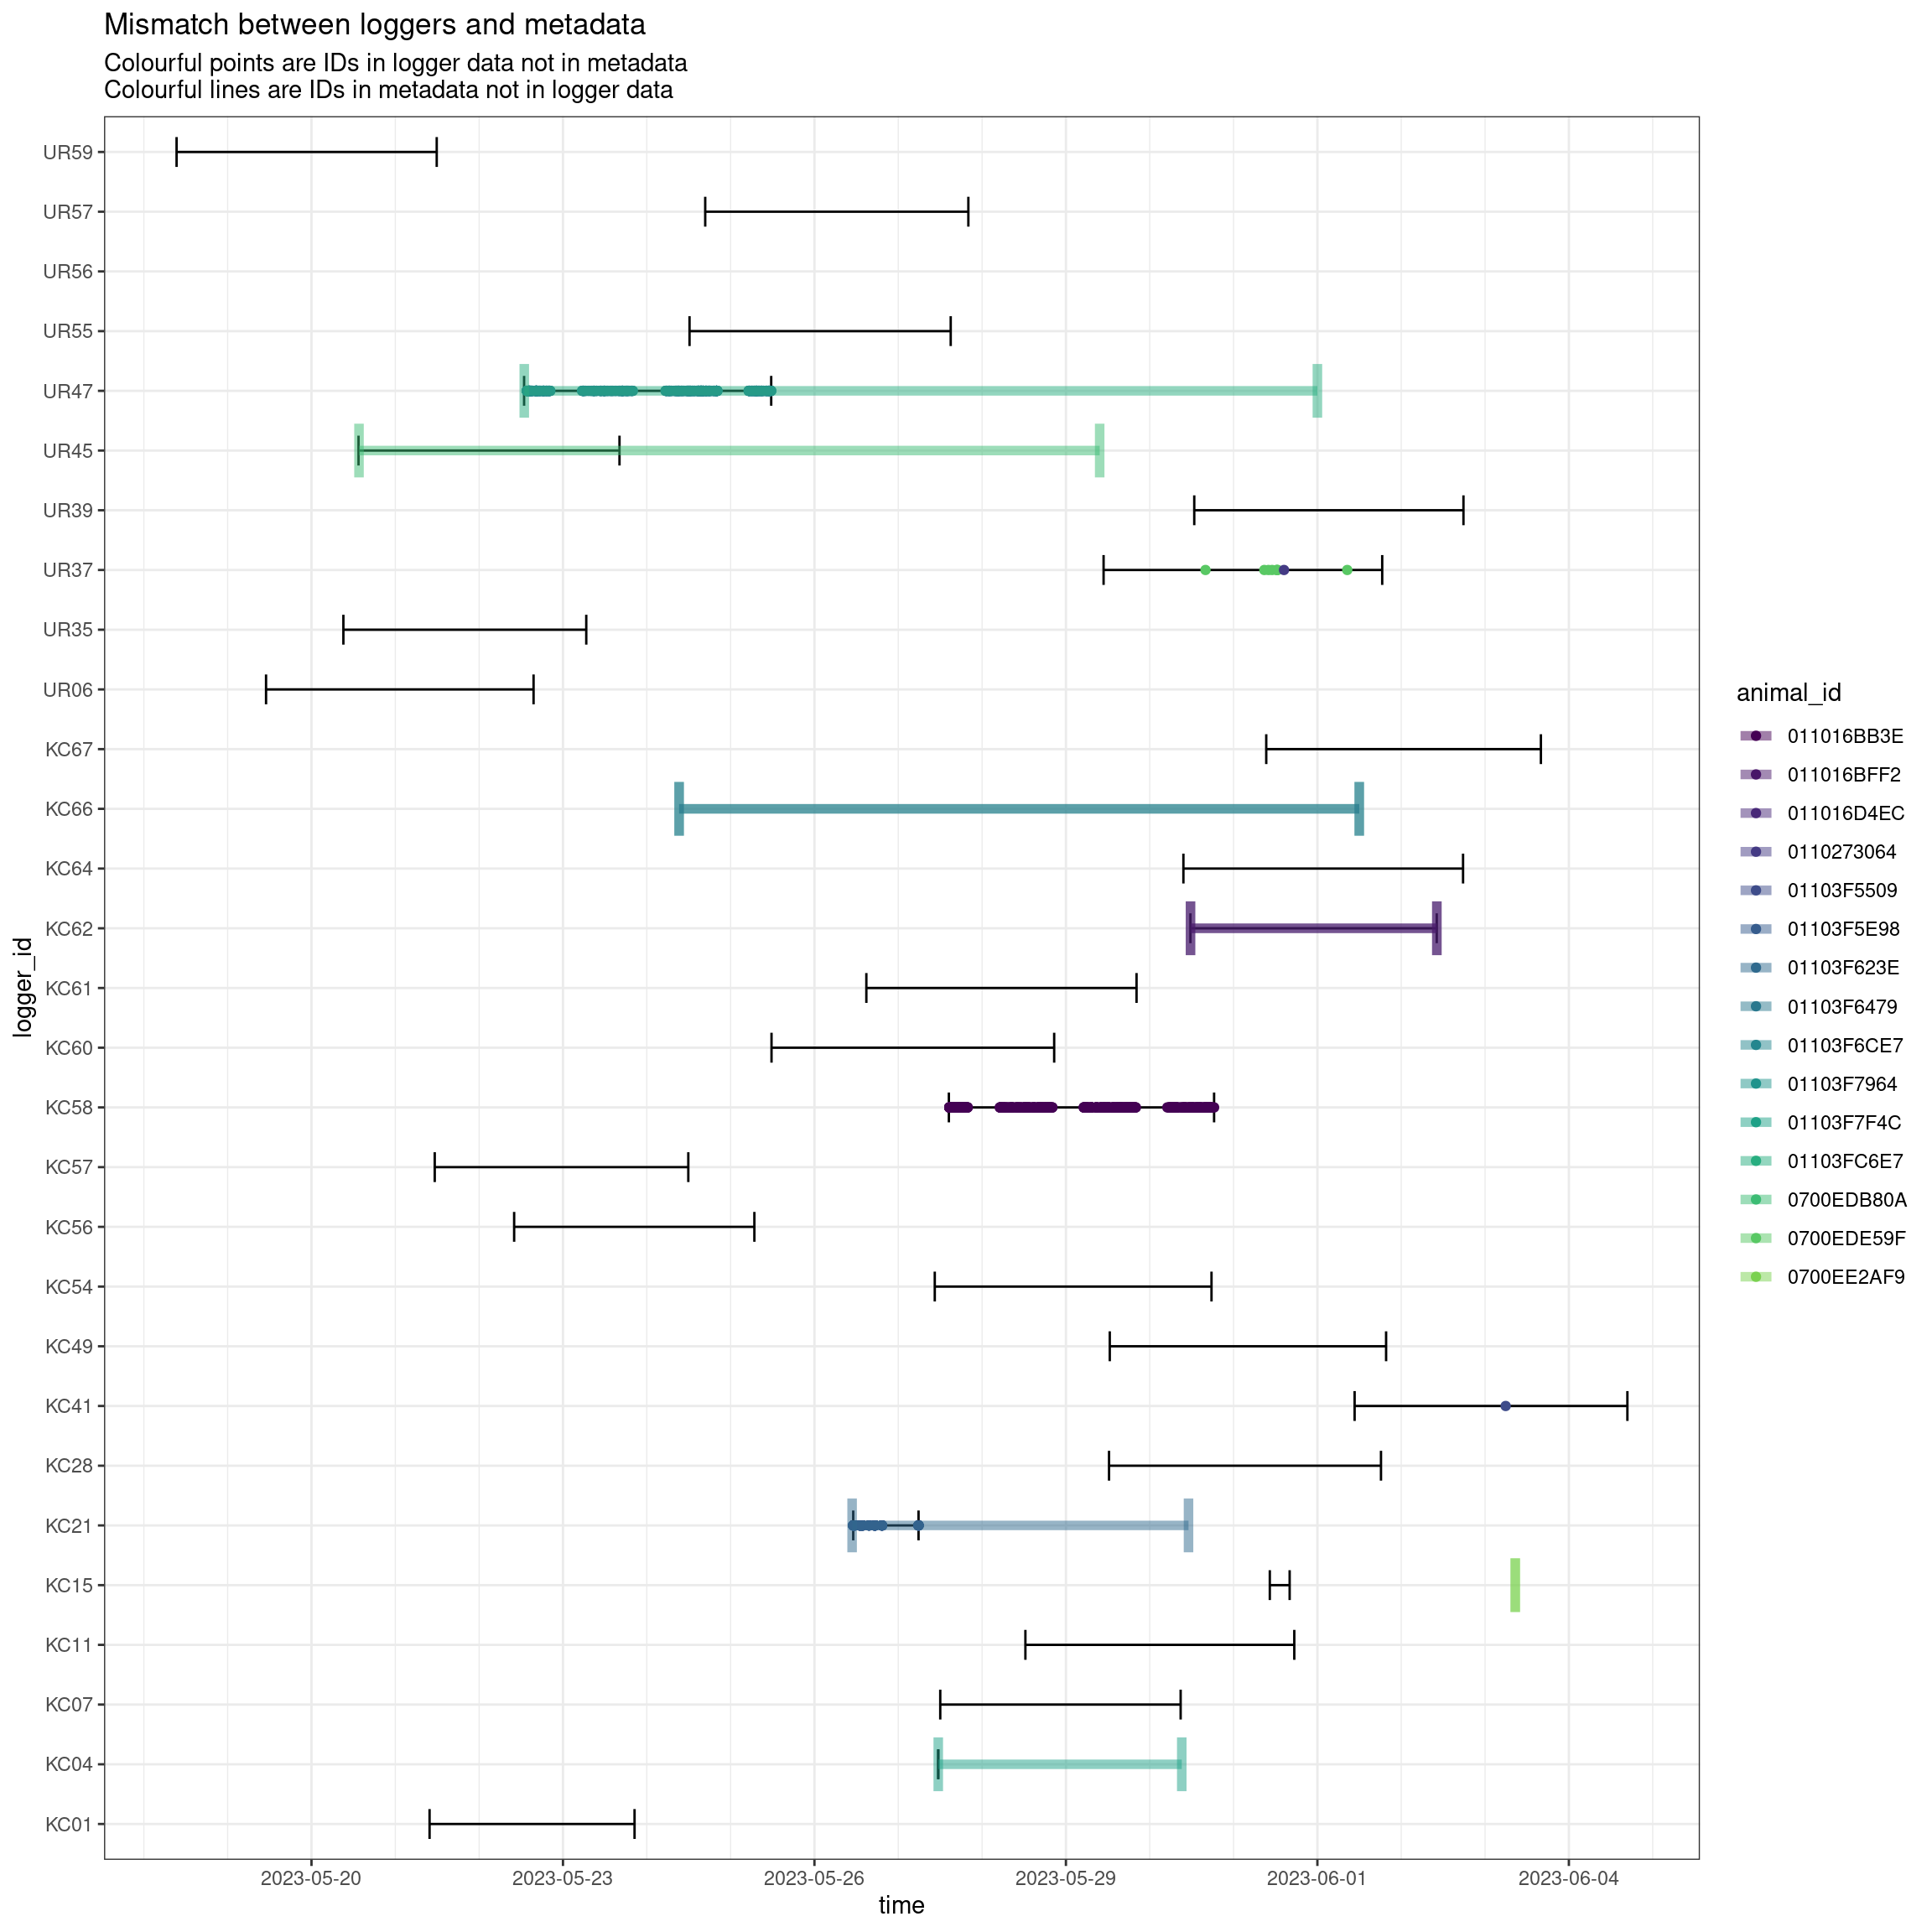 Mismatch between loggers and metadata
Colourful points are IDs in logger data not in metadata
Colourful lines are IDs in metadata not in logger data
logger_id
UR59
UR57
UR56
UR55
UR47
UR45
UR39
UR37
UR35
UR06
KC67
KC66
KC64
KC62
KC61
KC60
KC58
KC57
KC56
KC54
KC49
KC41
KC28
KC21
KC15
KC11
KC07
KC04
KC01
2023-05-20 2023-05-23 2023-05-26 2023-05-29 2023-06-01 2023-06-04
time
animal_id
011016BB3E
011016BFF2
011016D4EC
0110273064
01103F5509
01103F5E98
01103F623E
01103F6479
01103F6CE7
01103F7964
01103F7F4C
01103FC6E7
0700EDB80A
0700EDE59F
0700EE2AF9